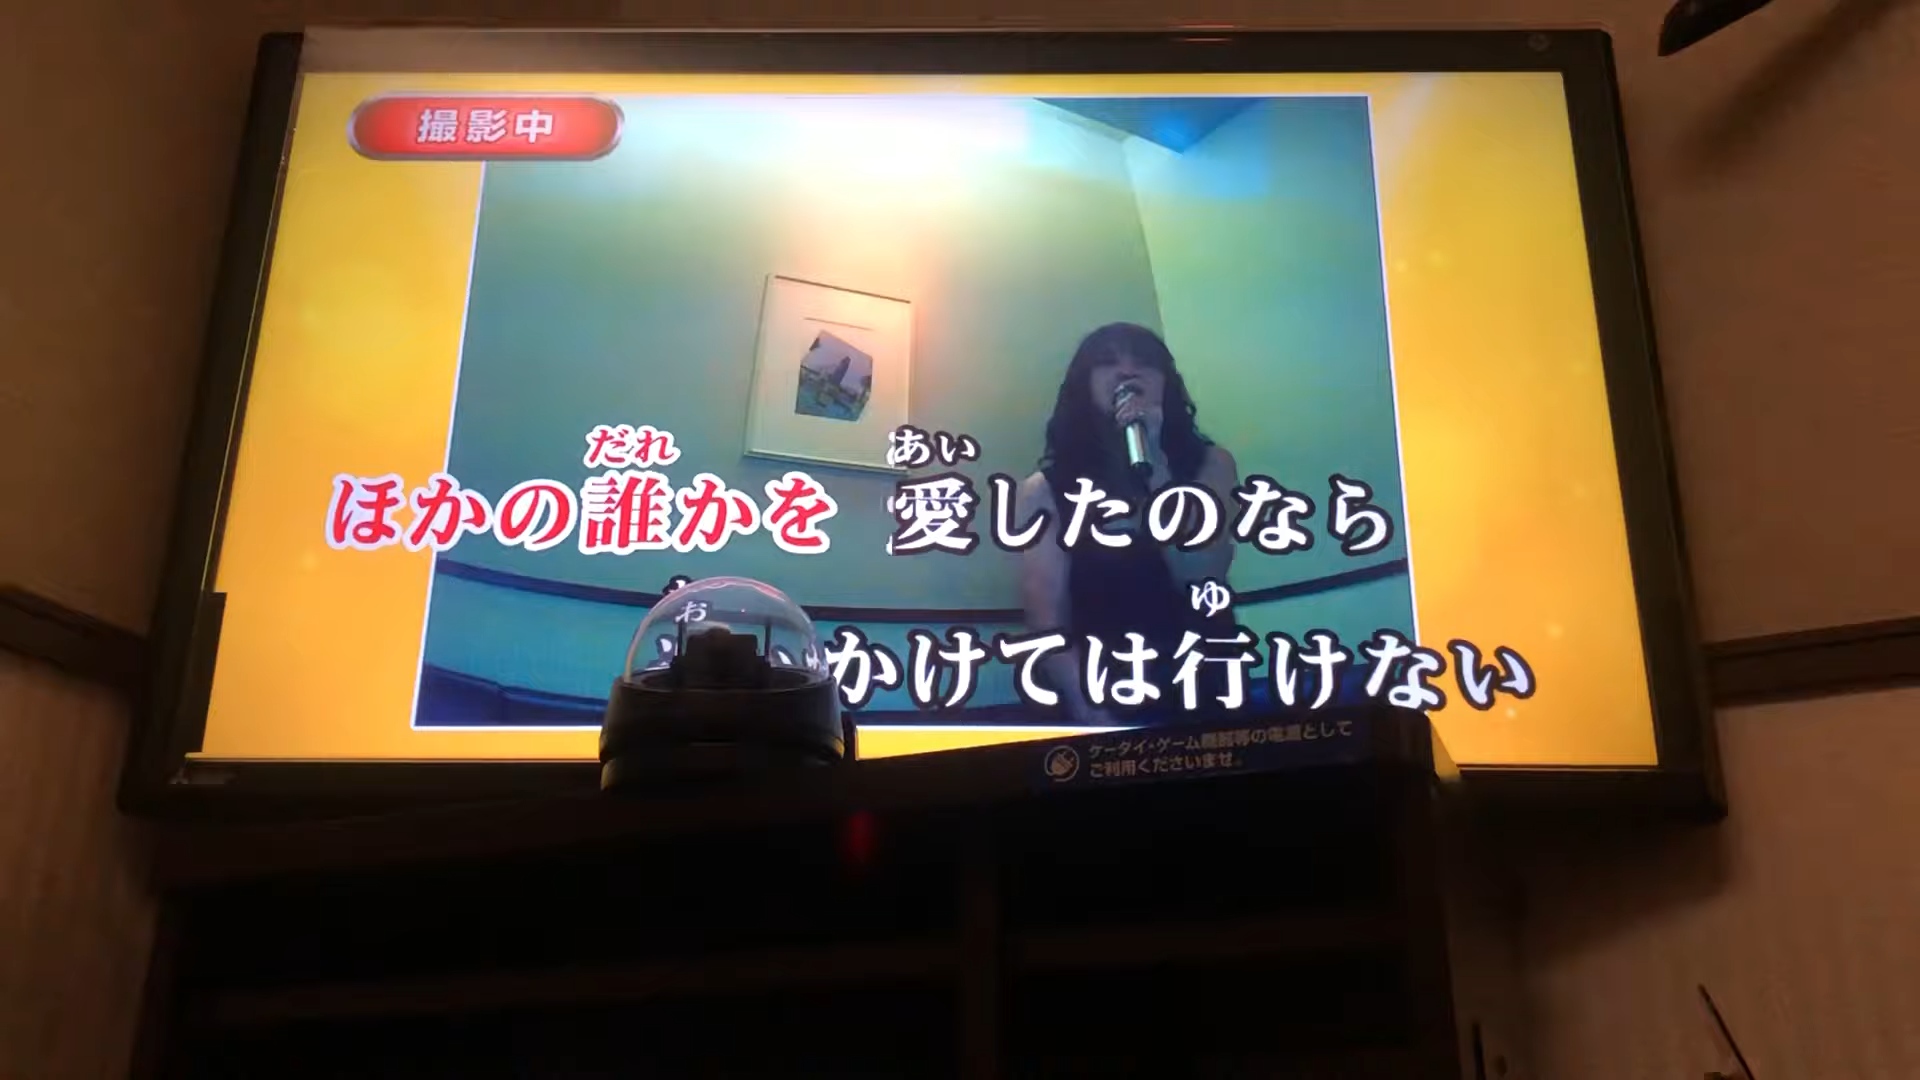 撮影中
だれ あい
ほかの誰かを 愛したのなら
お ゆ
かけては行けない
ケータイ・ゲーム機器等の電源として
ご利用くださいませ。